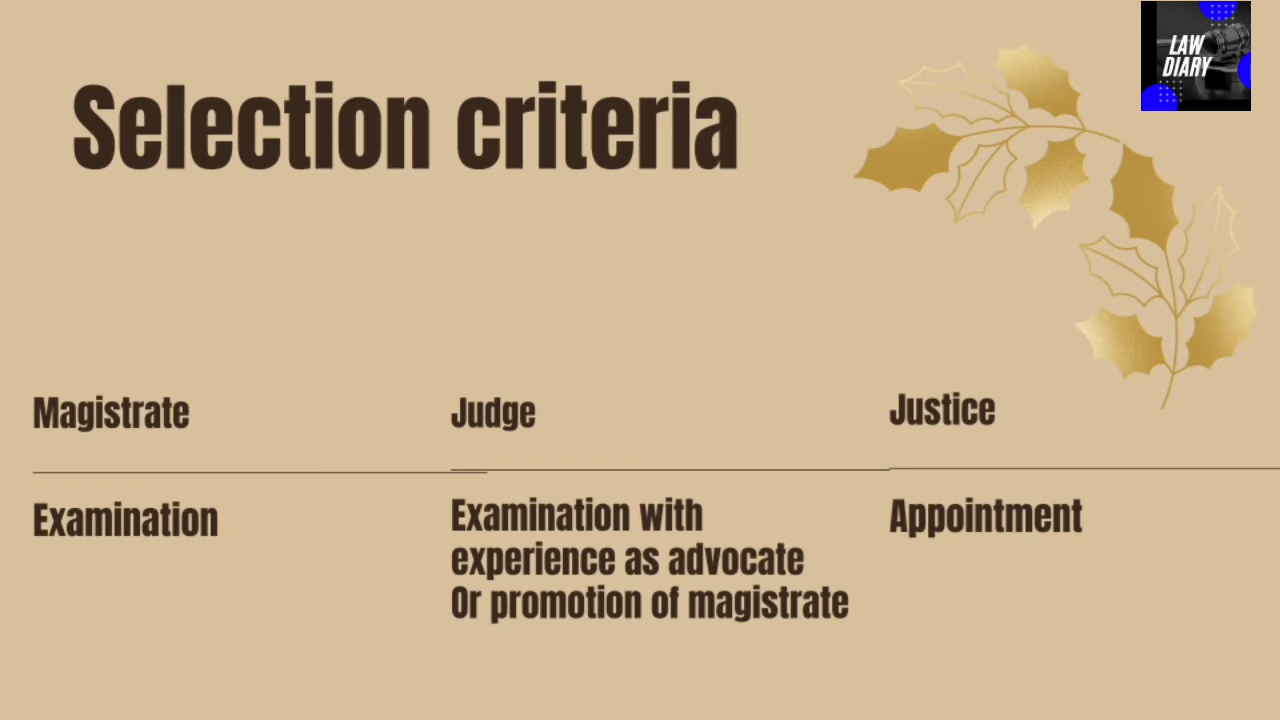 LAW
DIARY
Selection criteria
Magistrate
Judge
Justice
Examination
Examination with
experience as advocate
Or promotion of magistrate
Appointment